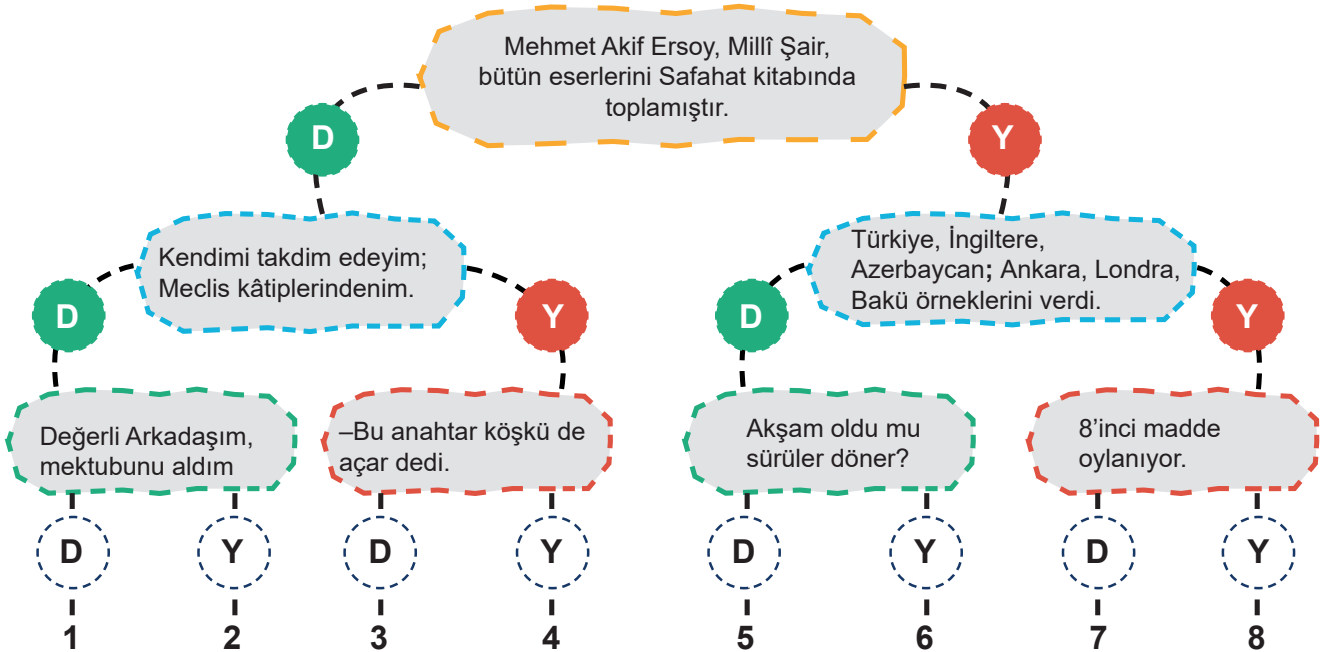 Mehmet Akif Ersoy, Millî Şair,
bütün eserlerini Safahat kitabında
toplamıştır.
D
Y
Kendimi takdim edeyim;
Meclis kâtiplerindenim.
Türkiye, İngiltere,
Azerbaycan; Ankara, Londra,
Bakü örneklerini verdi.
D
Y
D
Y
Değerli Arkadaşım,
mektubunu aldım
–Bu anahtar köşkü de
açar dedi.
Akşam oldu mu
sürüler döner?
8’inci madde
oylanıyor.
D
Y
D
Y
D
Y
D
Y
1
2
3
4
5
6
7
8